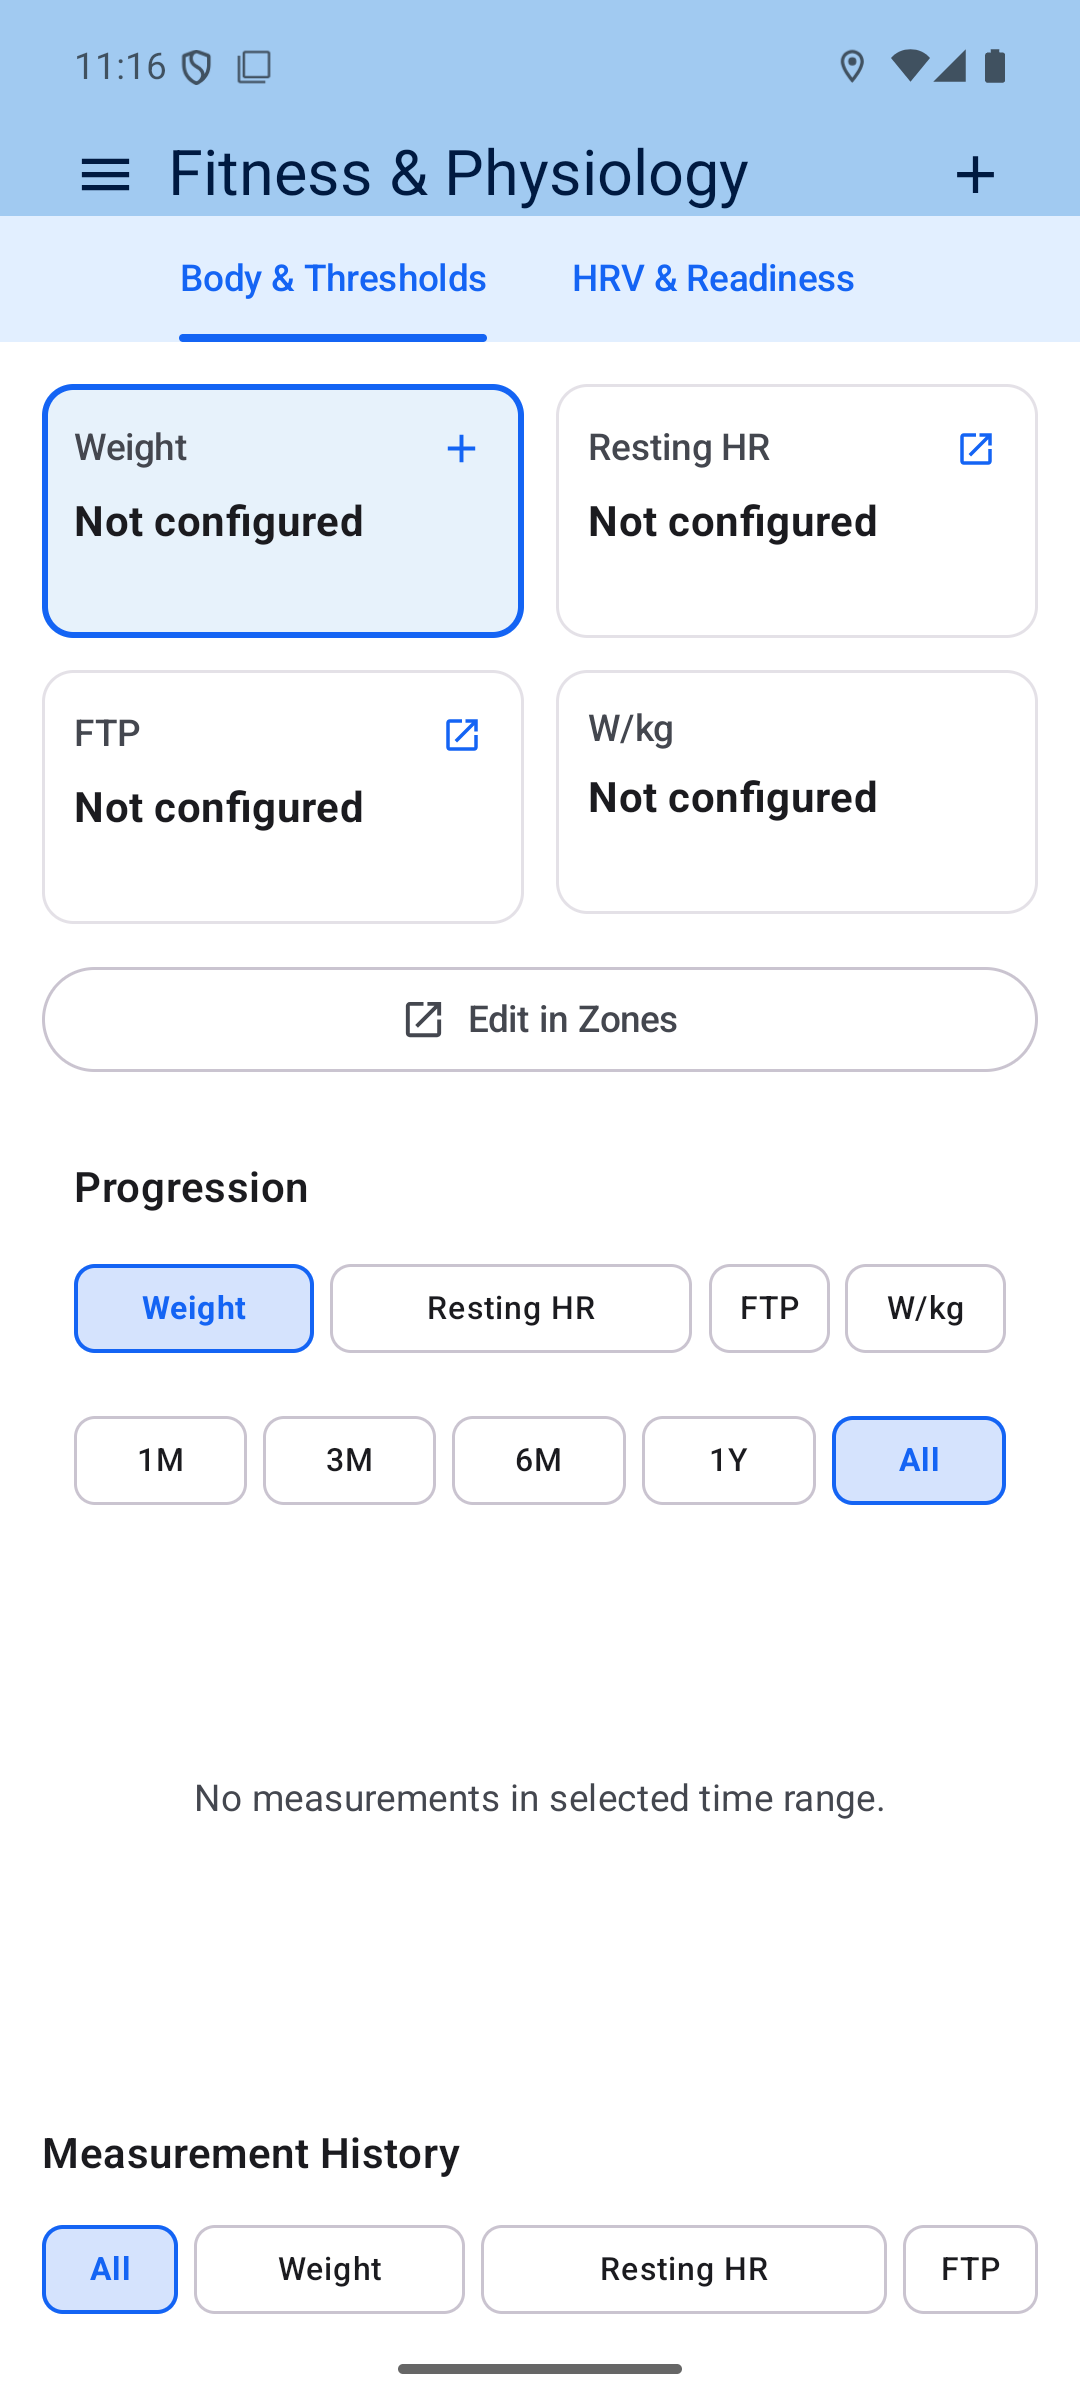 11:16
Fitness & Physiology
Body & Thresholds
HRV & Readiness
Weight
Not configured
Resting HR
Not configured
FTP
Not configured
W/kg
Not configured
Edit in Zones
Progression
Weight
Resting HR
FTP
W/kg
1M
3M
6M
1Y
All
No measurements in selected time range.
Measurement History
All
Weight
Resting HR
FTP